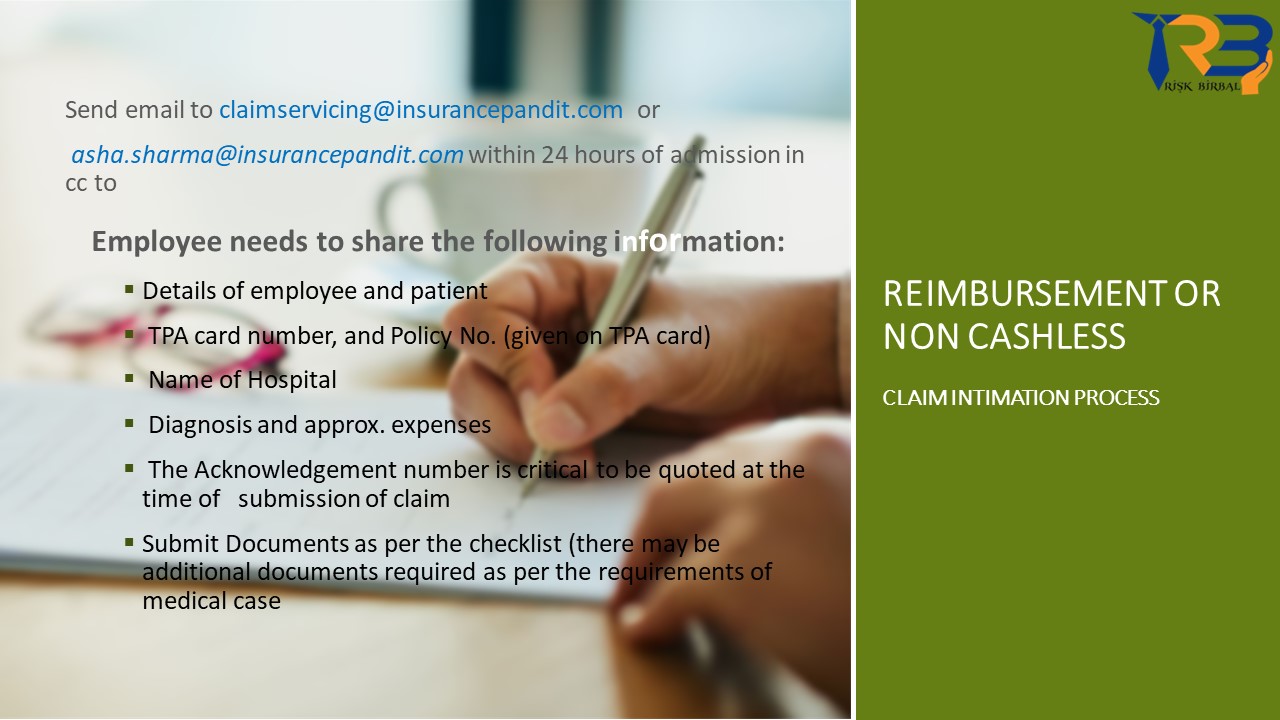 RISK BIRBAL
Send email to claimservicing@insurancepandit.com or
asha.sharma@insurancepandit.com within 24 hours of admission in
cc to
Employee needs to share the following information:
▪ Details of employee and patient
▪ TPA card number, and Policy No. (given on TPA card)
▪ Name of Hospital
▪ Diagnosis and approx. expenses
▪ The Acknowledgement number is critical to be quoted at the
time of submission of claim
▪ Submit Documents as per the checklist (there may be
additional documents required as per the requirements of
medical case
REIMBURSEMENT OR
NON CASHLESS
CLAIM INTIMATION PROCESS